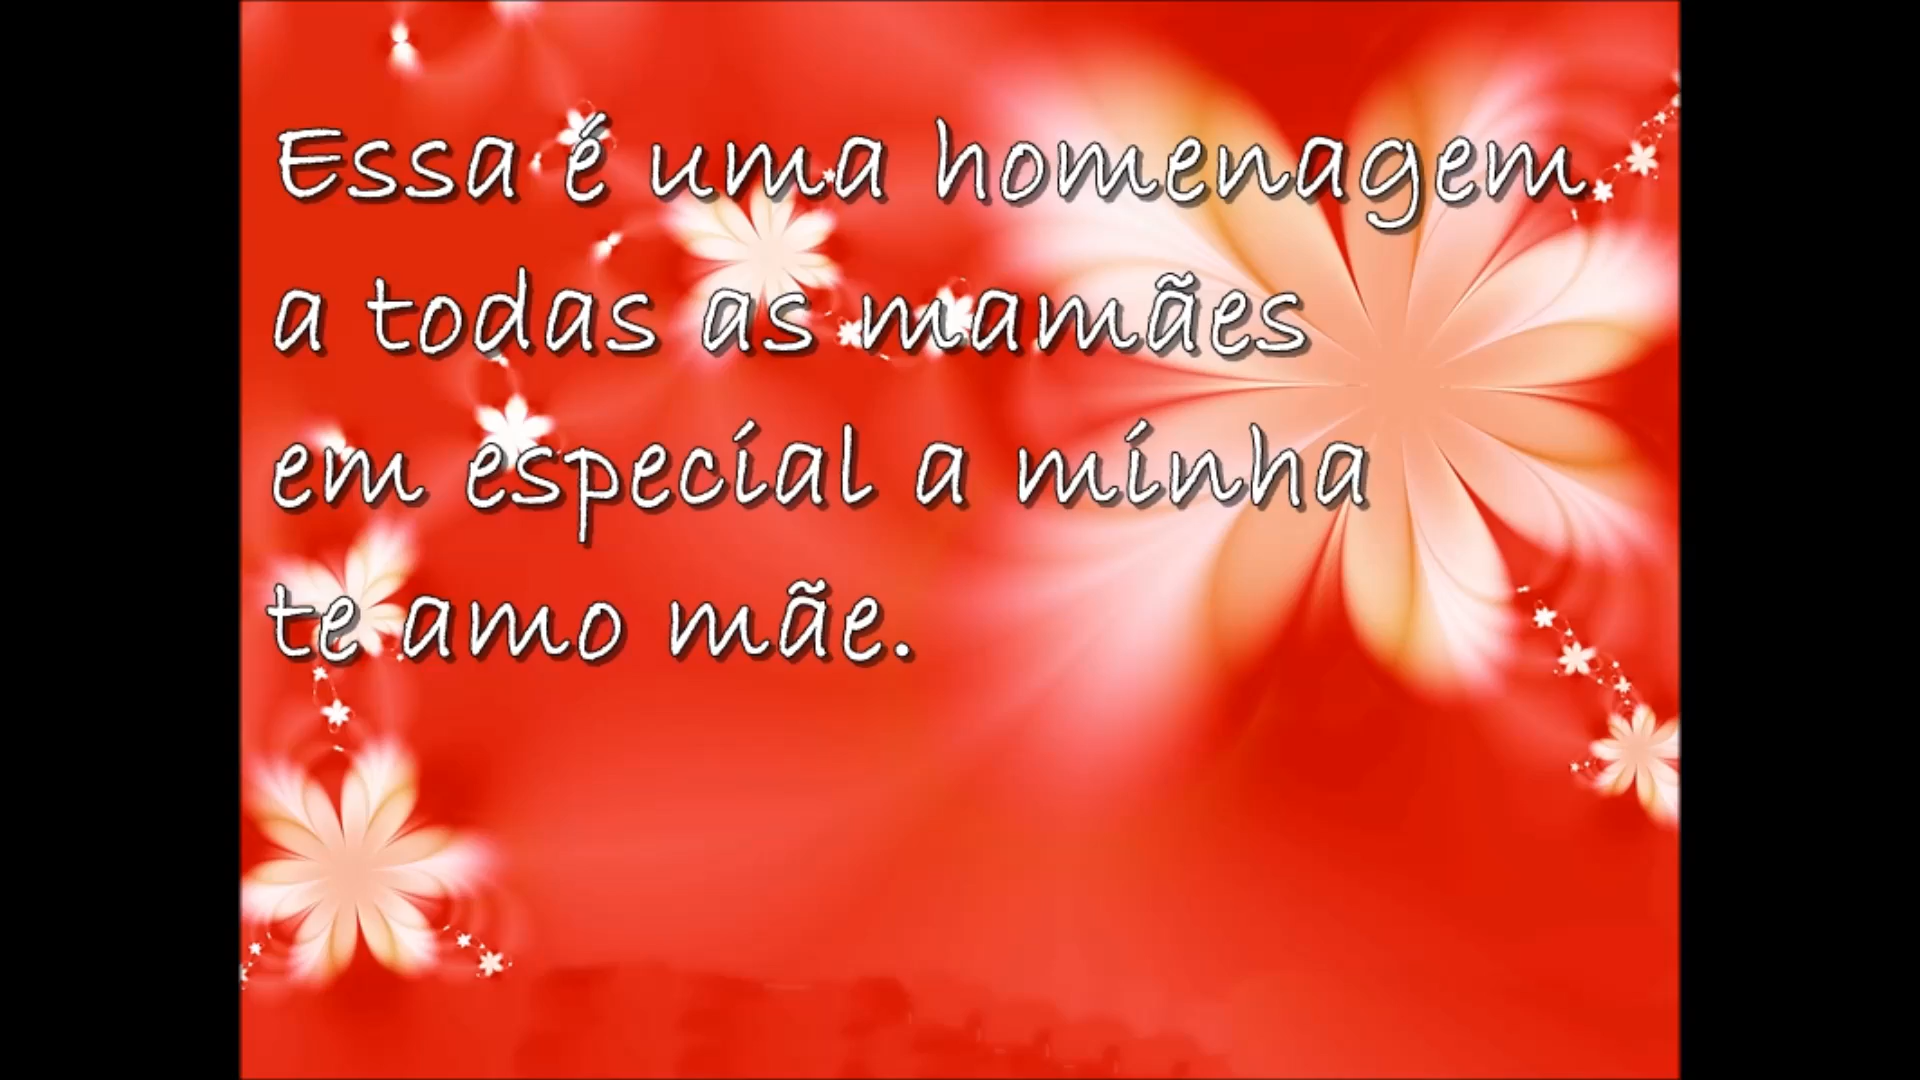 Essa é uma homenagem
a todas as mamães
em especial a minha
te amo mãe.